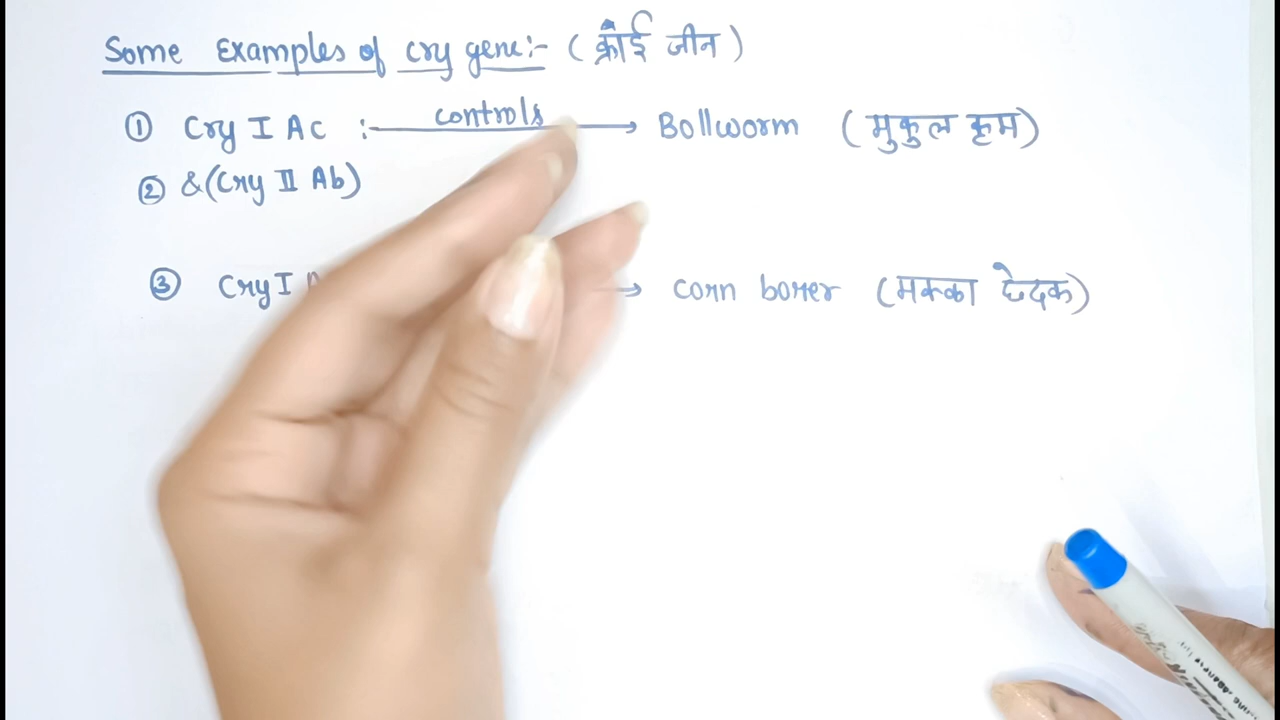 Some Examples of cry gene:- (क्राई जीन)
① Cry I Ac :- controls → Bollworm (मुकुल कृम)
② &(Cry II Ab)
③ Cry I → corn borer (मक्का छेदक)